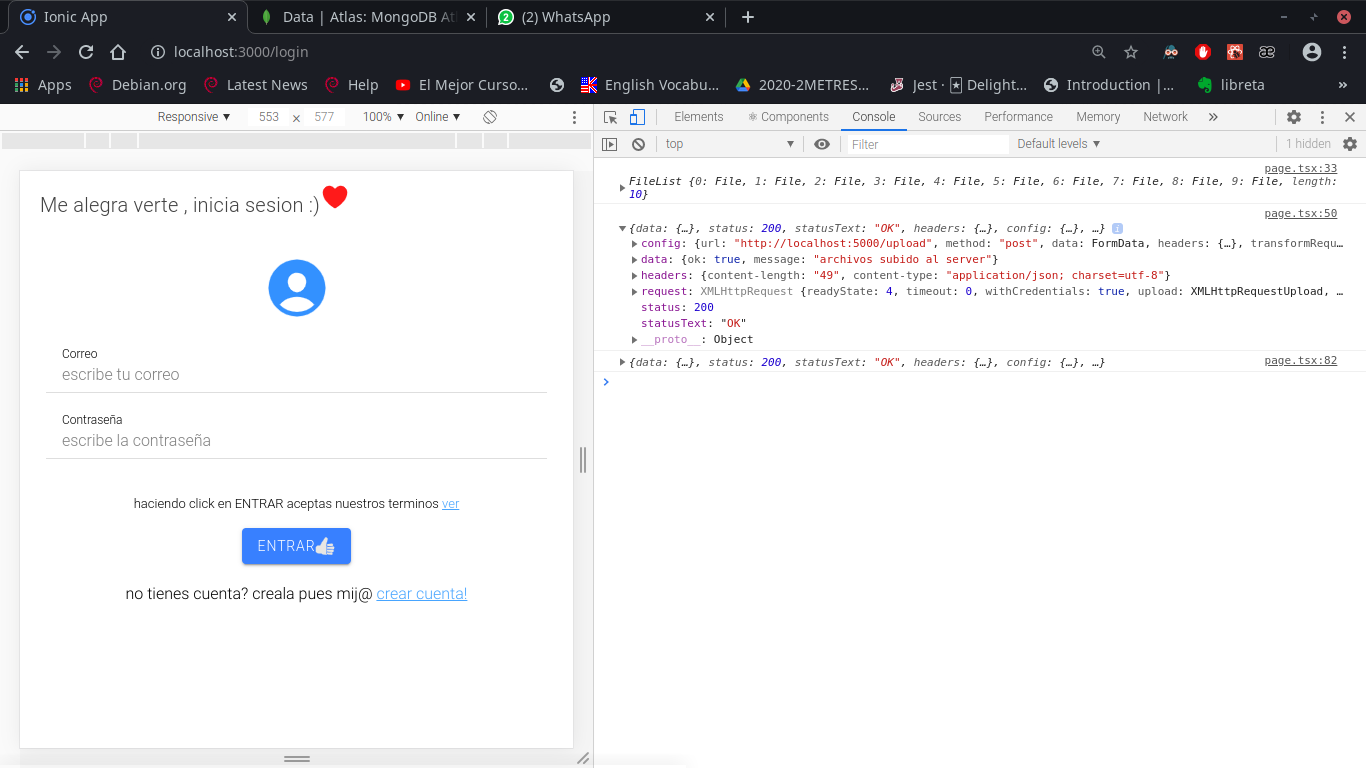 Ionic App
Data | Atlas: MongoDB Atl
2 (2) WhatsApp
localhost:3000/login
Apps Debian.org Latest News Help El Mejor Curso... English Vocabu... 2020-2METRES... Jest · 🃏 Delight... Introduction |... libreta »
Responsive ▼ 553 × 577 100% ▼ Online ▼
Elements Components Console Sources Performance Memory Network »
top ▼ Filter Default levels ▼ 1 hidden
Me alegra verte , inicia sesion :)
Correo
escribe tu correo
Contraseña
escribe la contraseña
haciendo click en ENTRAR aceptas nuestros terminos ver
ENTRAR
no tienes cuenta? creala pues mij@ crear cuenta!
page.tsx:33
FileList {0: File, 1: File, 2: File, 3: File, 4: File, 5: File, 6: File, 7: File, 8: File, 9: File, length:
10}
page.tsx:50
{data: {…}, status: 200, statusText: "OK", headers: {…}, config: {…}, …} i
config: {url: "http://localhost:5000/upload", method: "post", data: FormData, headers: {…}, transformRequ…
data: {ok: true, message: "archivos subido al server"}
headers: {content-length: "49", content-type: "application/json; charset=utf-8"}
request: XMLHttpRequest {readyState: 4, timeout: 0, withCredentials: true, upload: XMLHttpRequestUpload, …
status: 200
statusText: "OK"
__proto__: Object
{data: {…}, status: 200, statusText: "OK", headers: {…}, config: {…}, …} page.tsx:82